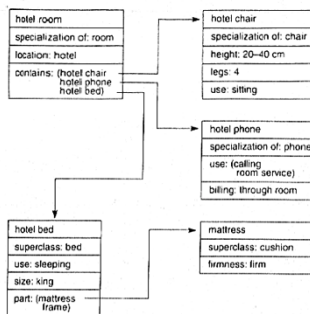 hotel room
specialization of: room
location: hotel
contains: (hotel chair
hotel phone
hotel bed)
hotel chair
specialization of: chair
height: 20–40 cm
legs: 4
use: sitting
hotel phone
specialization of: phone
use: (calling
room service)
billing: through room
hotel bed
superclass: bed
use: sleeping
size: king
part: (mattress
frame)
mattress
superclass: cushion
firmness: firm